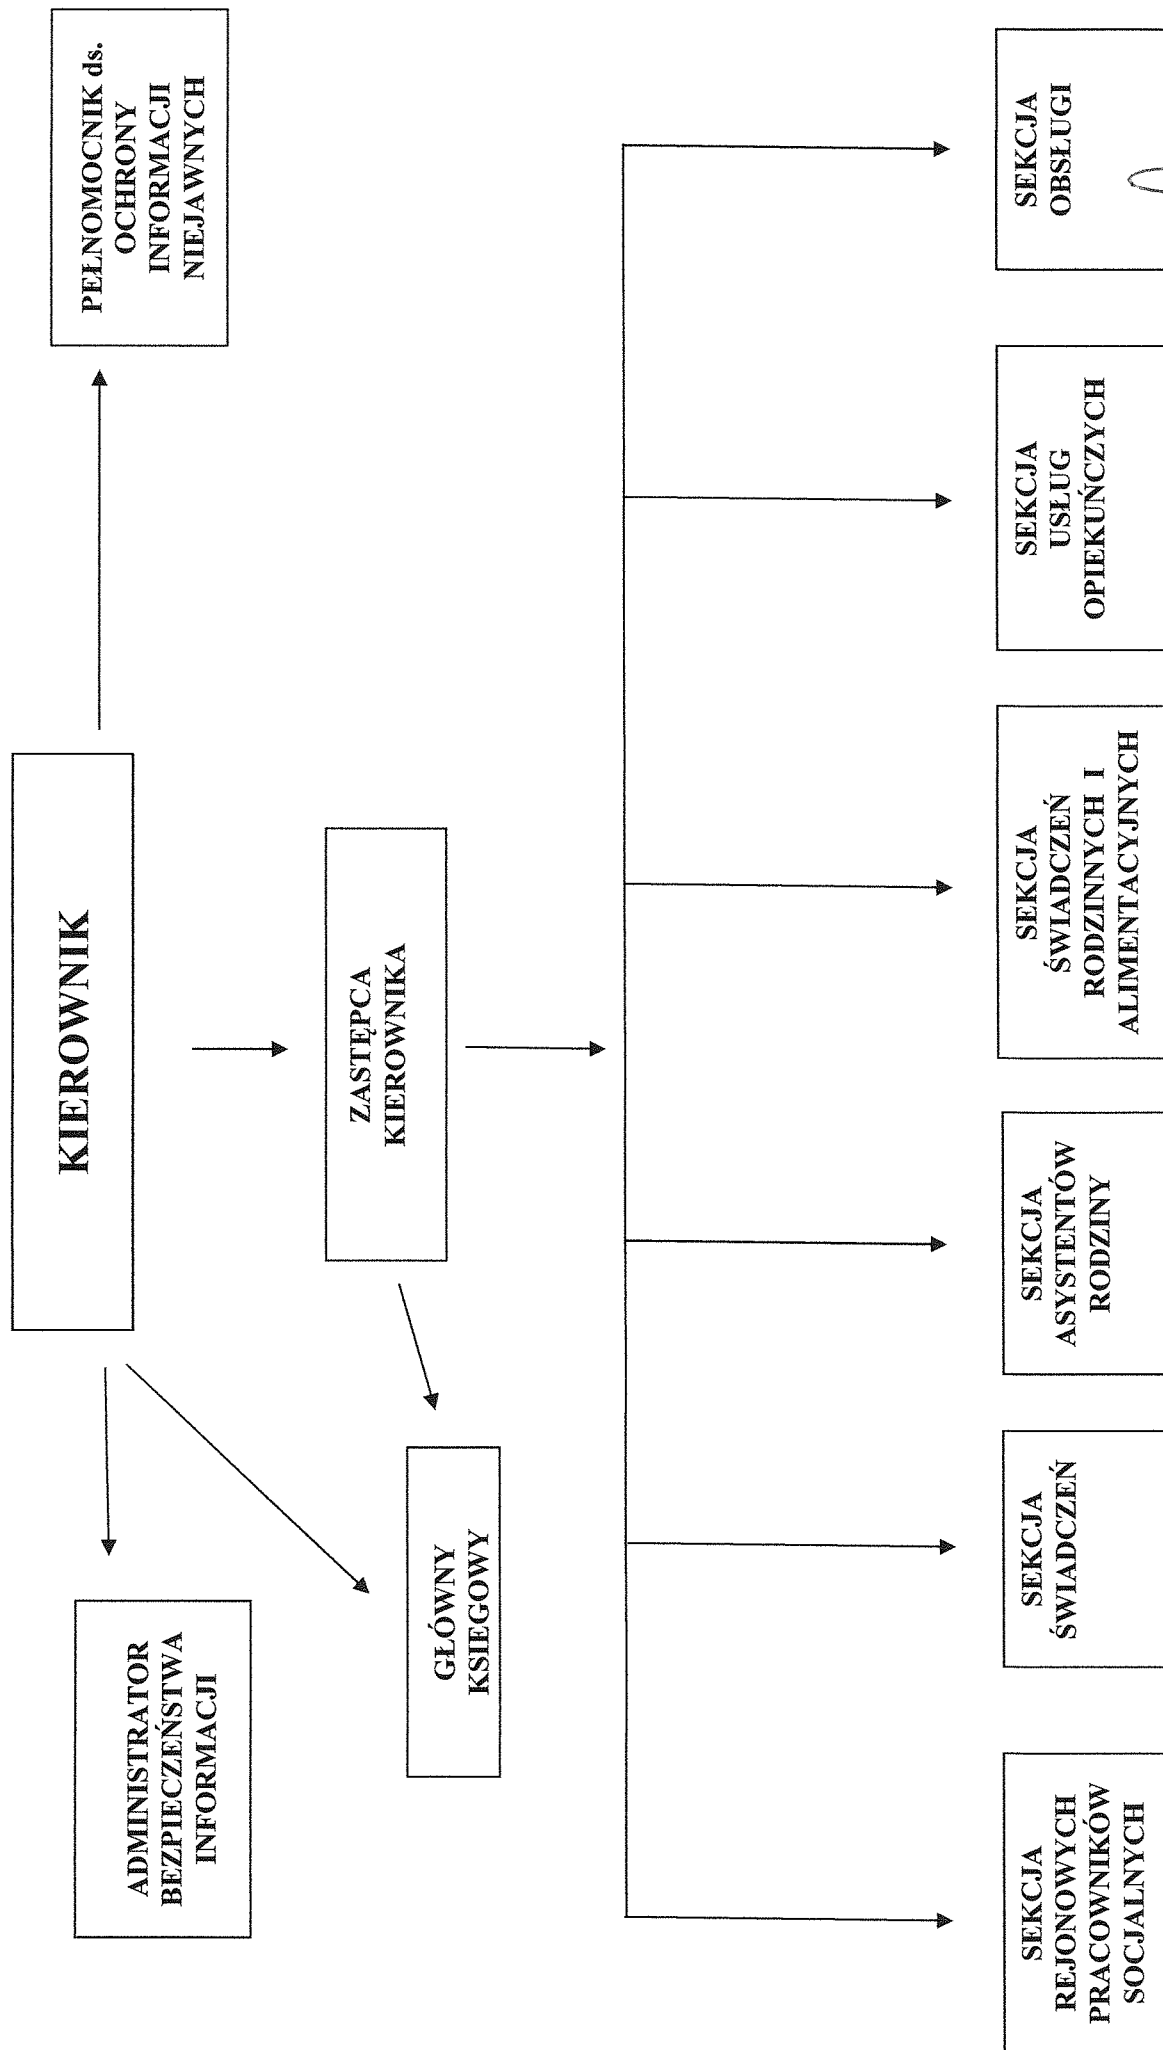 KIEROWNIK
PEŁNOMOCNIK ds.
OCHRONY
INFORMACJI
NIEJAWNYCH
ADMINISTRATOR
BEZPIECZEŃSTWA
INFORMACJI
ZASTĘPCA
KIEROWNIKA
GŁÓWNY
KSIEGOWY
SEKCJA
REJONOWYCH
PRACOWNIKÓW
SOCJALNYCH
SEKCJA
ŚWIADCZEŃ
SEKCJA
ASYSTENTÓW
RODZINY
SEKCJA
ŚWIADCZEŃ
RODZINNYCH I
ALIMENTACYJNYCH
SEKCJA
USŁUG
OPIEKUŃCZYCH
SEKCJA
OBSŁUGI